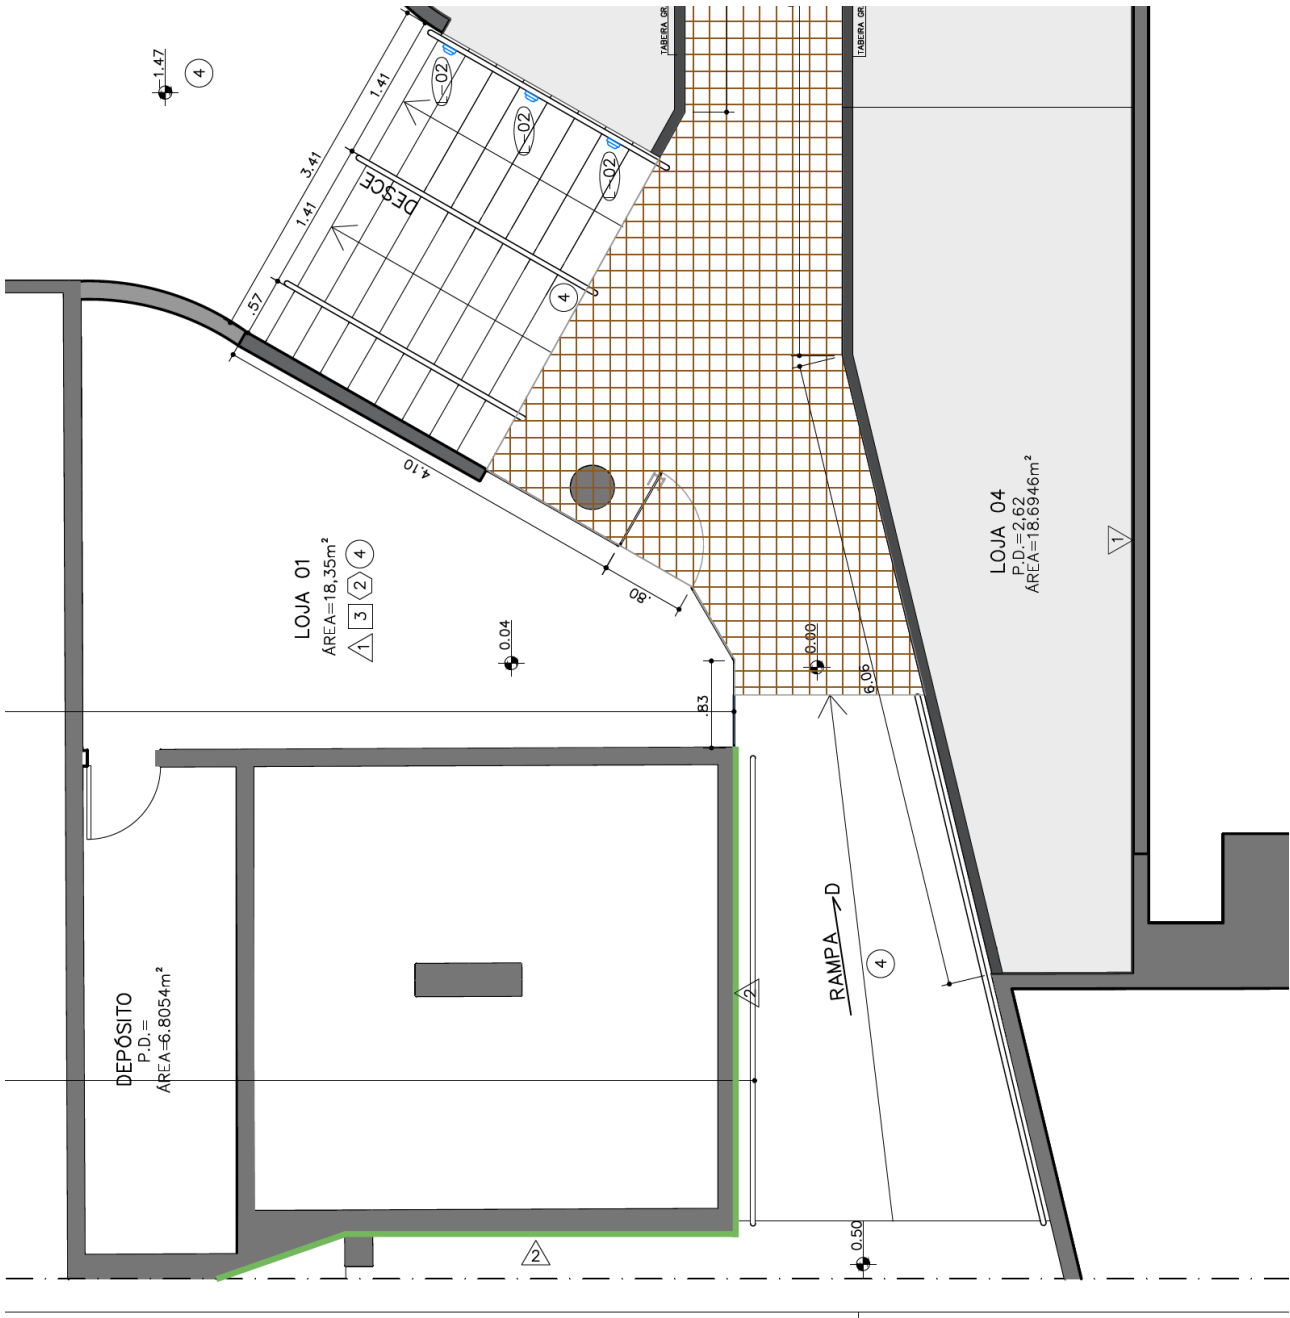 TABEIRA GR
TABEIRA GR
-1.47
4
1.41
3.41
1.41
.57
L-02
L-02
L-02
DESCE
4
4.10
.80
LOJA 01
ÁREA=18,35m²
1 3 2 4
0.04
0.00
.83
6.06
LOJA 04
P.D.=2,62
ÁREA=18.6946m²
1
DEPÓSITO
P.D.=
ÁREA=6.8054m²
RAMPA D
4
2
2
0.50